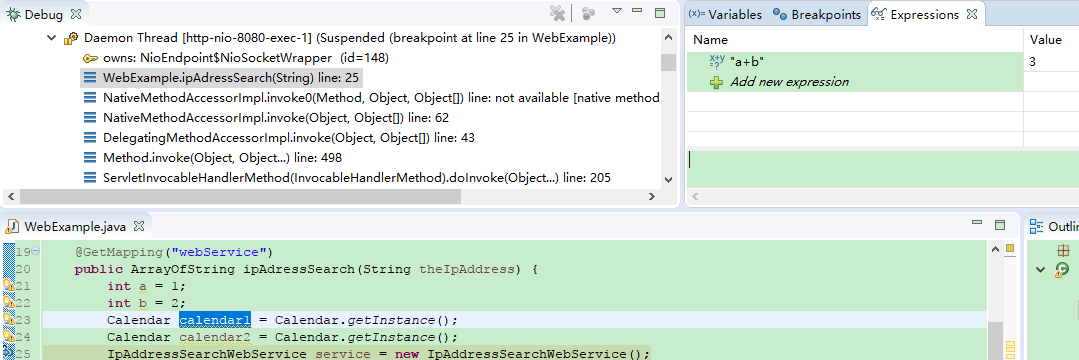 Debug
Daemon Thread [http-nio-8080-exec-1] (Suspended (breakpoint at line 25 in WebExample))
owns: NioEndpoint$NioSocketWrapper (id=148)
WebExample.ipAdressSearch(String) line: 25
NativeMethodAccessorImpl.invoke0(Method, Object, Object[]) line: not available [native method
NativeMethodAccessorImpl.invoke(Object, Object[]) line: 62
DelegatingMethodAccessorImpl.invoke(Object, Object[]) line: 43
Method.invoke(Object, Object...) line: 498
ServletInvocableHandlerMethod(InvocableHandlerMethod).doInvoke(Object...) line: 205
(x)= Variables Breakpoints Expressions
Name Value
x+y =? "a+b" 3
Add new expression
WebExample.java
19 @GetMapping("webService")
20 public ArrayOfString ipAdressSearch(String theIpAddress) {
21 int a = 1;
22 int b = 2;
23 Calendar calendar1 = Calendar.getInstance();
24 Calendar calendar2 = Calendar.getInstance();
25 IpAddressSearchWebService service = new IpAddressSearchWebService();